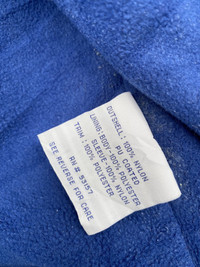 OUTSHELL: 100% NYLON
PU COATED
LINING: BODY-100% POLYESTER
SLEEVE-100% NYLON
TRIM: 100% POLYESTER
RN # 93157
SEE REVERSE FOR CARE